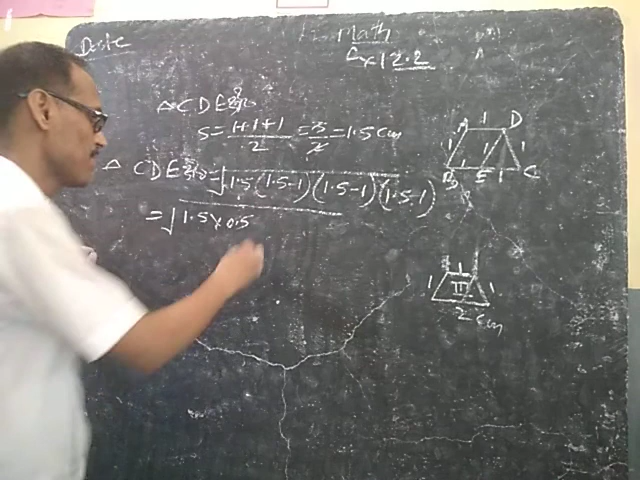 Date
Math
Ex 12.2
△CDE का
S = 1+1+1/2 = 3/2 = 1.5 cm
△ CDE का = √1.5(1.5-1)(1.5-1)(1.5-1)
= √1.5×0.5
A 1 D
1 1 1
B E 1 C
1
1 III 1
2 cm